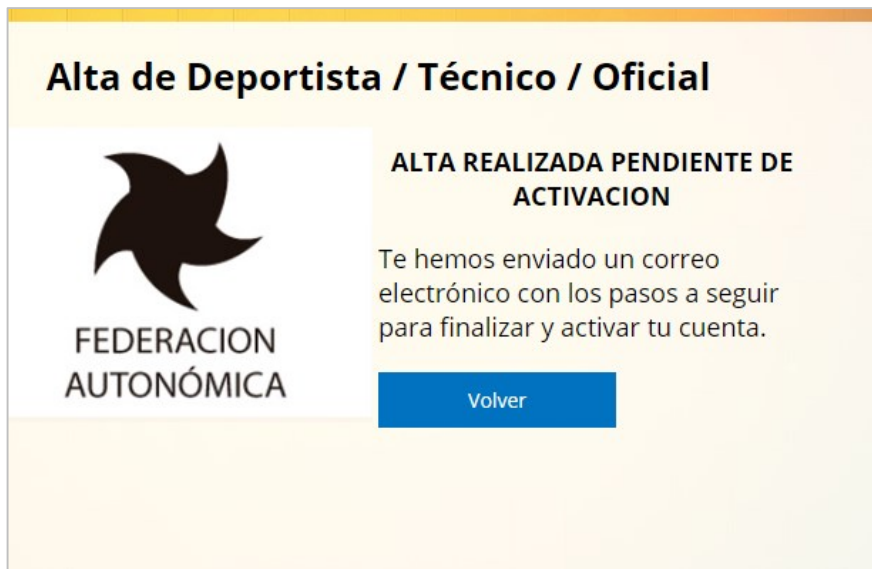 Alta de Deportista / Técnico / Oficial
ALTA REALIZADA PENDIENTE DE
ACTIVACION
Te hemos enviado un correo
electrónico con los pasos a seguir
para finalizar y activar tu cuenta.
Volver
FEDERACION
AUTONÓMICA